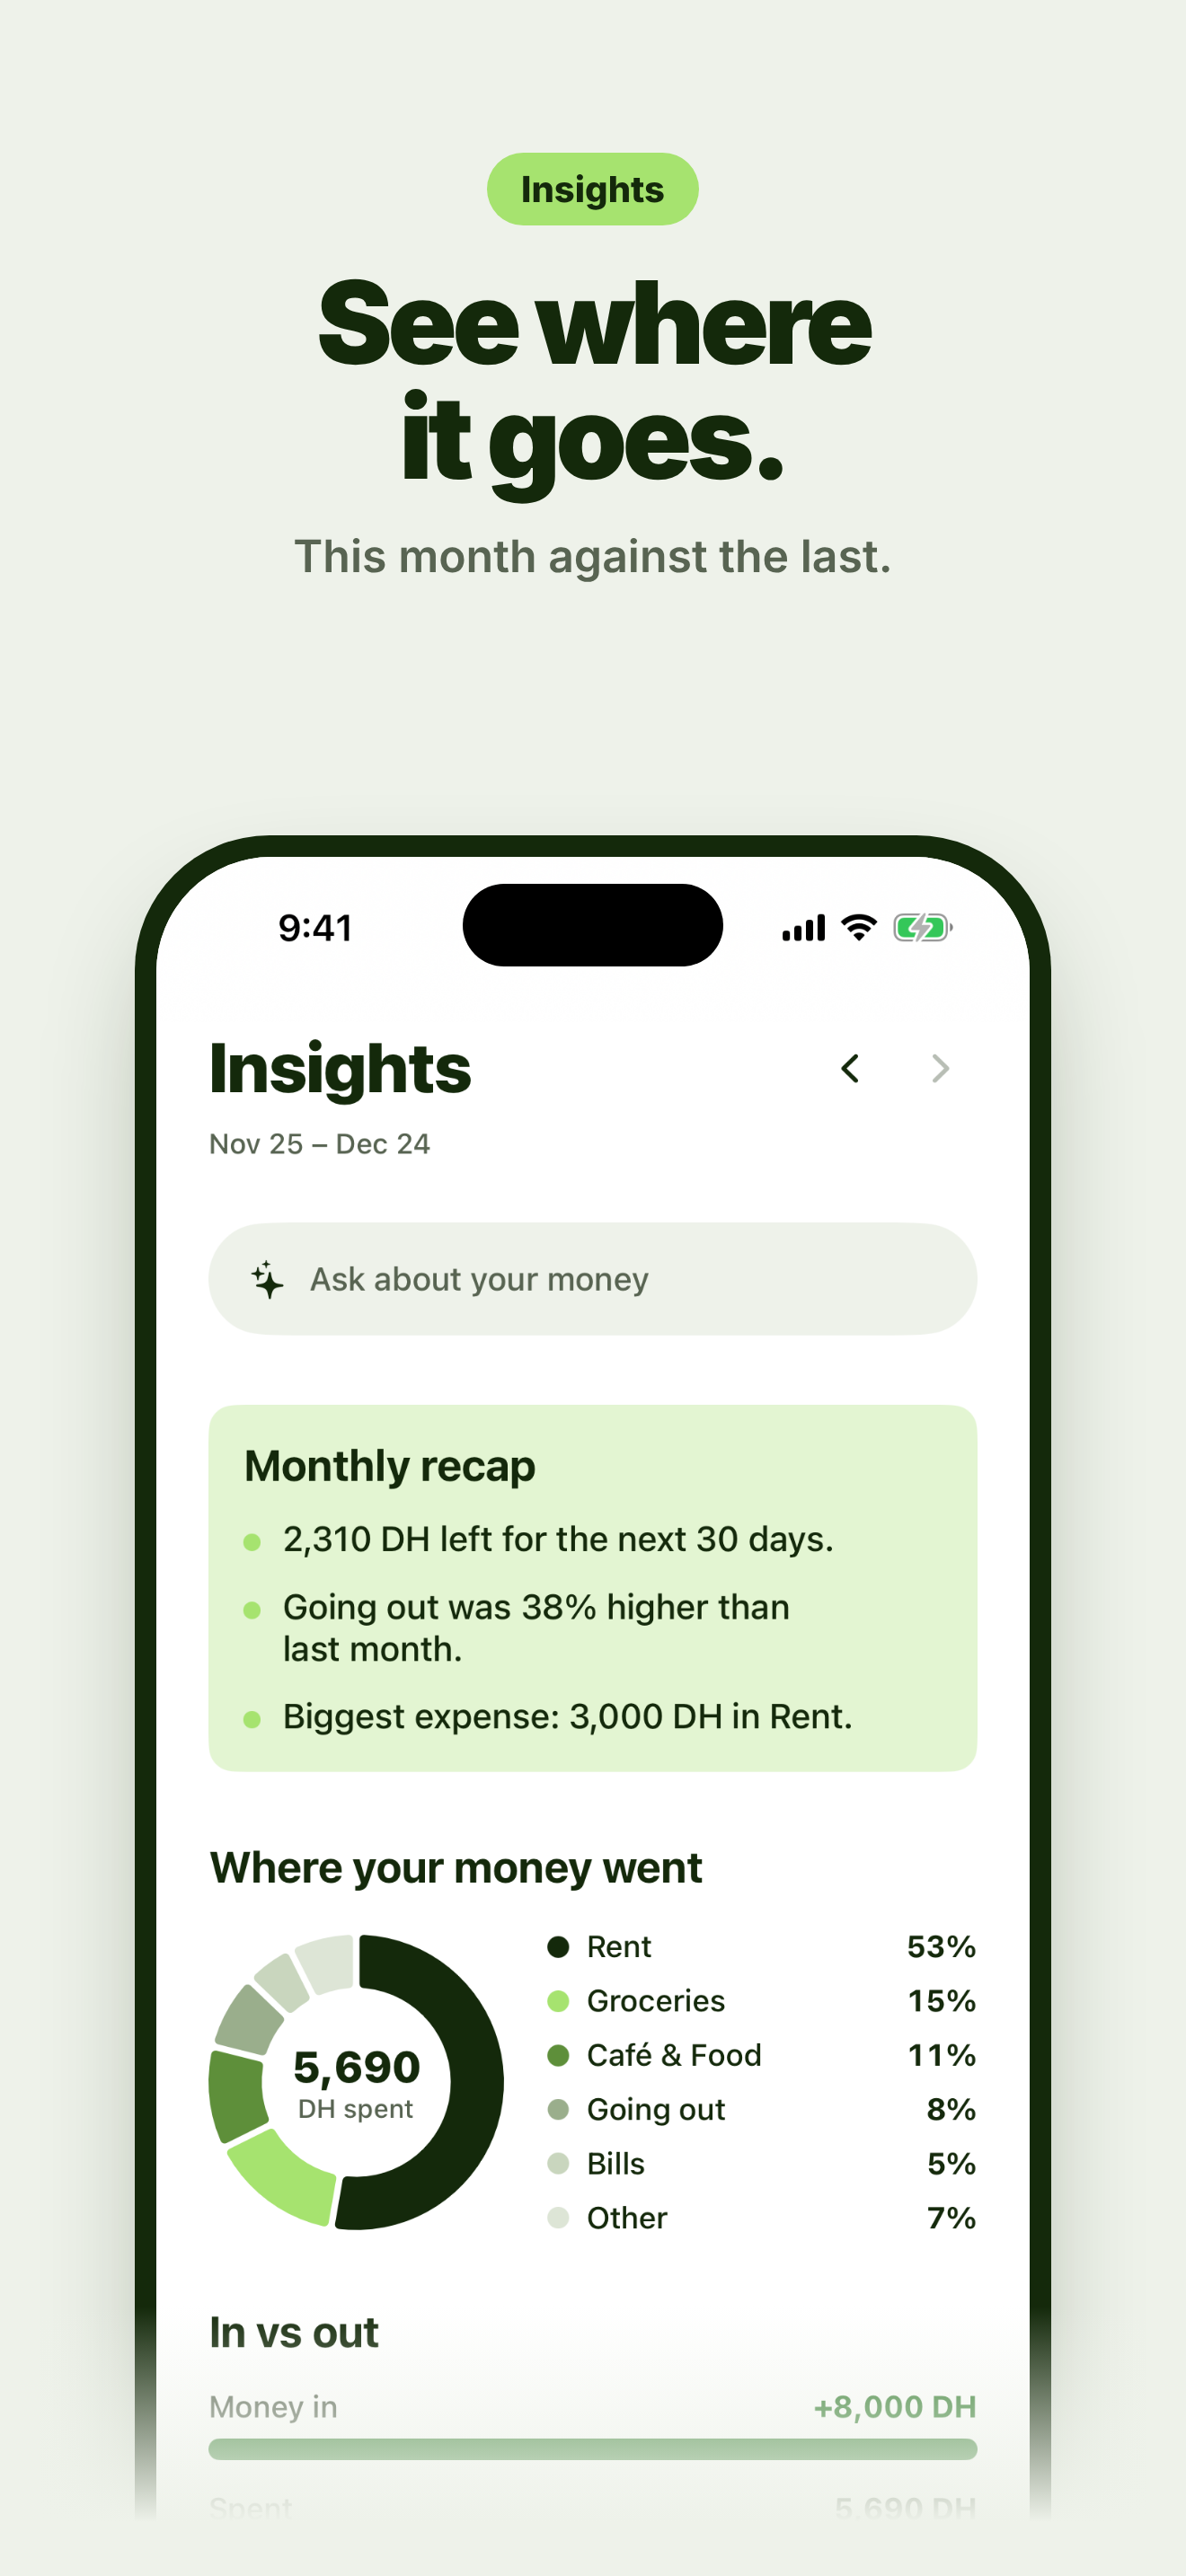 Insights
See where
it goes.
This month against the last.
9:41
Insights
Nov 25 – Dec 24
Ask about your money
Monthly recap
2,310 DH left for the next 30 days.
Going out was 38% higher than
last month.
Biggest expense: 3,000 DH in Rent.
Where your money went
5,690
DH spent
Rent 53%
Groceries 15%
Café & Food 11%
Going out 8%
Bills 5%
Other 7%
In vs out
Money in +8,000 DH
Spent 5,690 DH